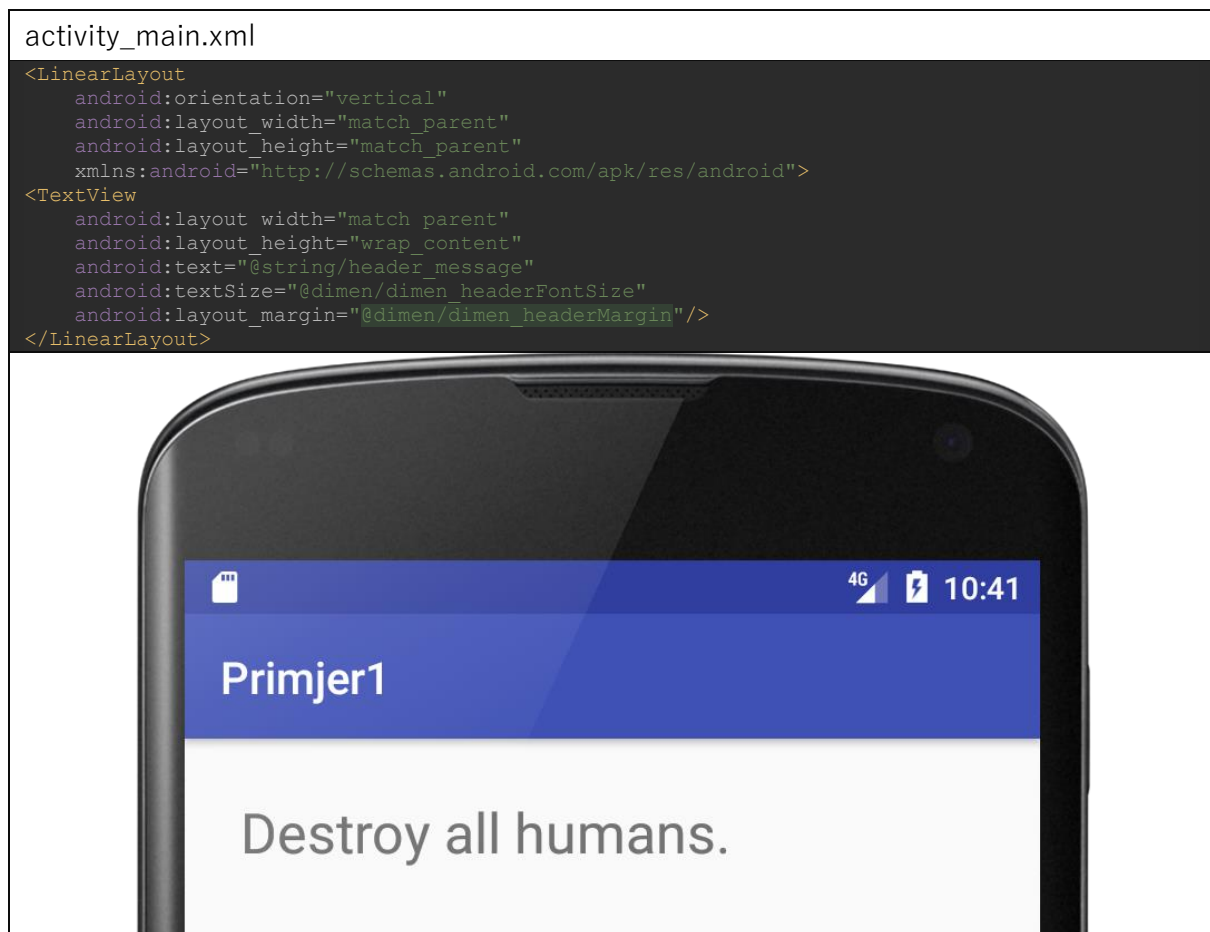 activity_main.xml
<LinearLayout
    android:orientation="vertical"
    android:layout_width="match_parent"
    android:layout_height="match_parent"
    xmlns:android="http://schemas.android.com/apk/res/android">
<TextView
    android:layout_width="match_parent"
    android:layout_height="wrap_content"
    android:text="@string/header_message"
    android:textSize="@dimen/dimen_headerFontSize"
    android:layout_margin="@dimen/dimen_headerMargin"/>
</LinearLayout>
4G 10:41
Primjer1
Destroy all humans.